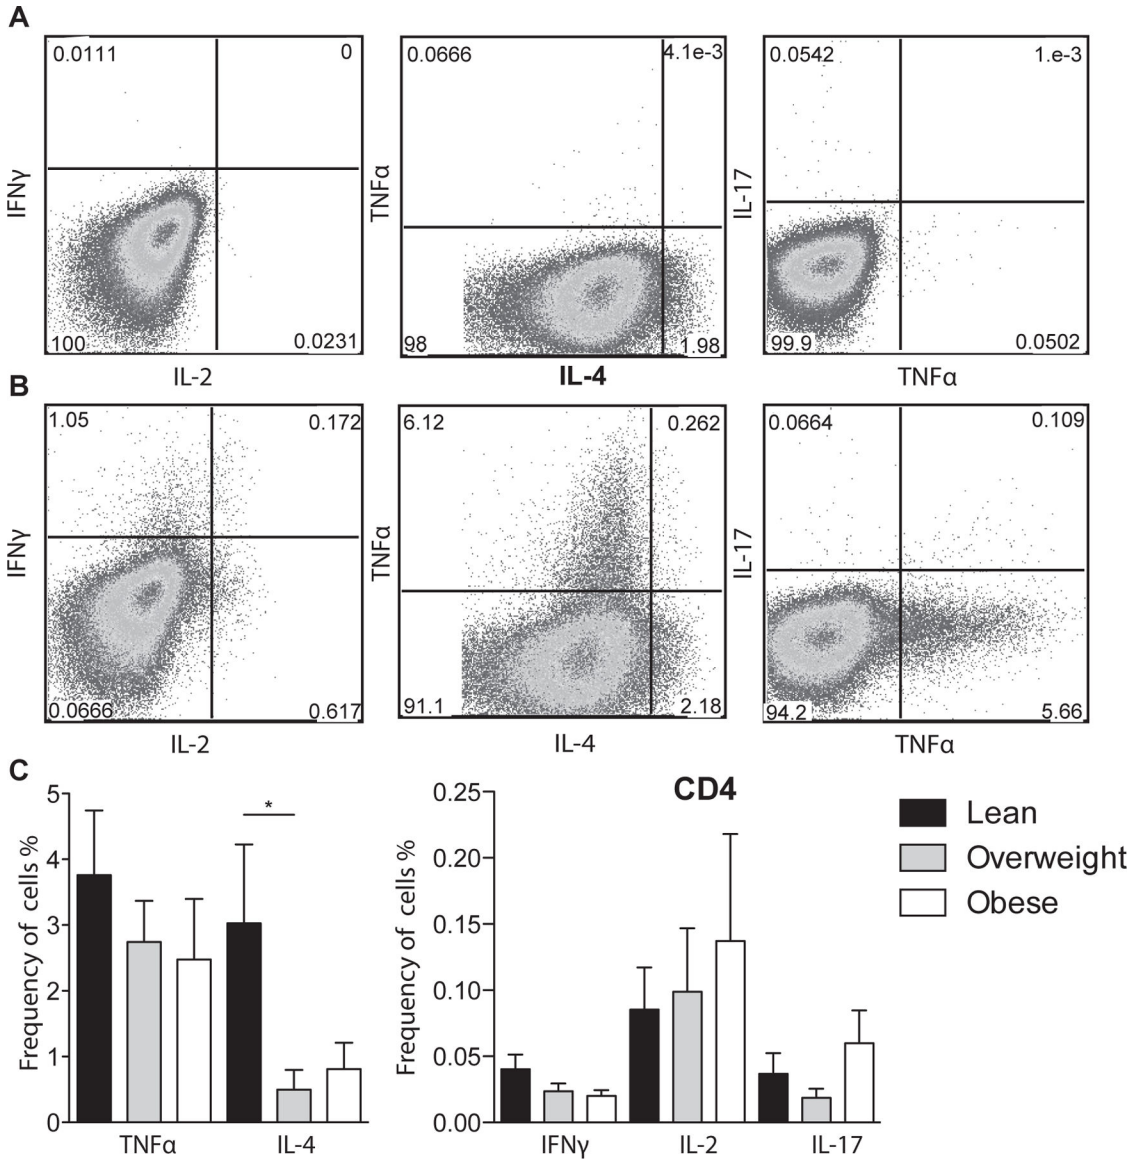 A
0.0111
0
IFNγ
100
0.0231
IL-2
0.0666
4.1e-3
TNFα
98
1.98
IL-4
0.0542
1.e-3
IL-17
99.9
0.0502
TNFα
B
1.05
0.172
IFNγ
0.0666
0.617
IL-2
6.12
0.262
TNFα
91.1
2.18
IL-4
0.0664
0.109
IL-17
94.2
5.66
TNFα
C
Frequency of cells %
5
4
3
2
1
0
*
TNFα
IL-4
CD4
Frequency of cells %
0.25
0.20
0.15
0.10
0.05
0.00
IFNγ
IL-2
IL-17
Lean
Overweight
Obese